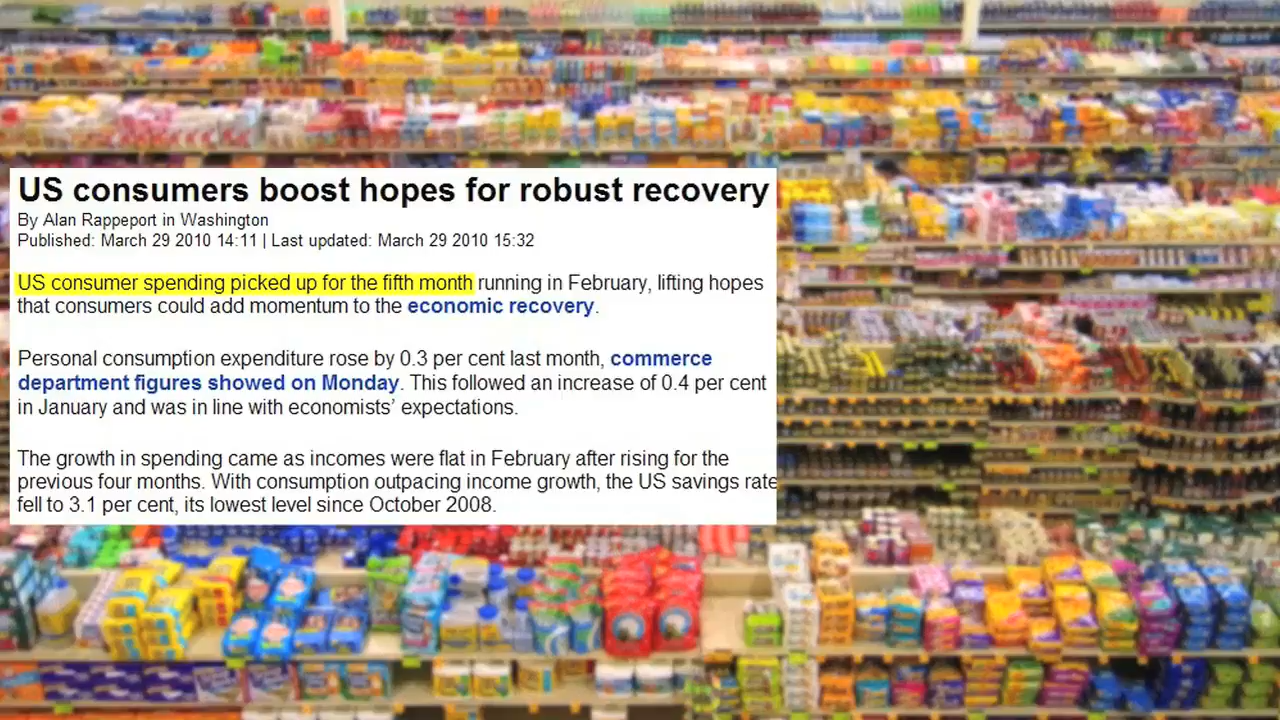 US consumers boost hopes for robust recovery
By Alan Rappeport in Washington
Published: March 29 2010 14:11 | Last updated: March 29 2010 15:32
US consumer spending picked up for the fifth month running in February, lifting hopes
that consumers could add momentum to the economic recovery.
Personal consumption expenditure rose by 0.3 per cent last month, commerce
department figures showed on Monday. This followed an increase of 0.4 per cent
in January and was in line with economists’ expectations.
The growth in spending came as incomes were flat in February after rising for the
previous four months. With consumption outpacing income growth, the US savings rate
fell to 3.1 per cent, its lowest level since October 2008.